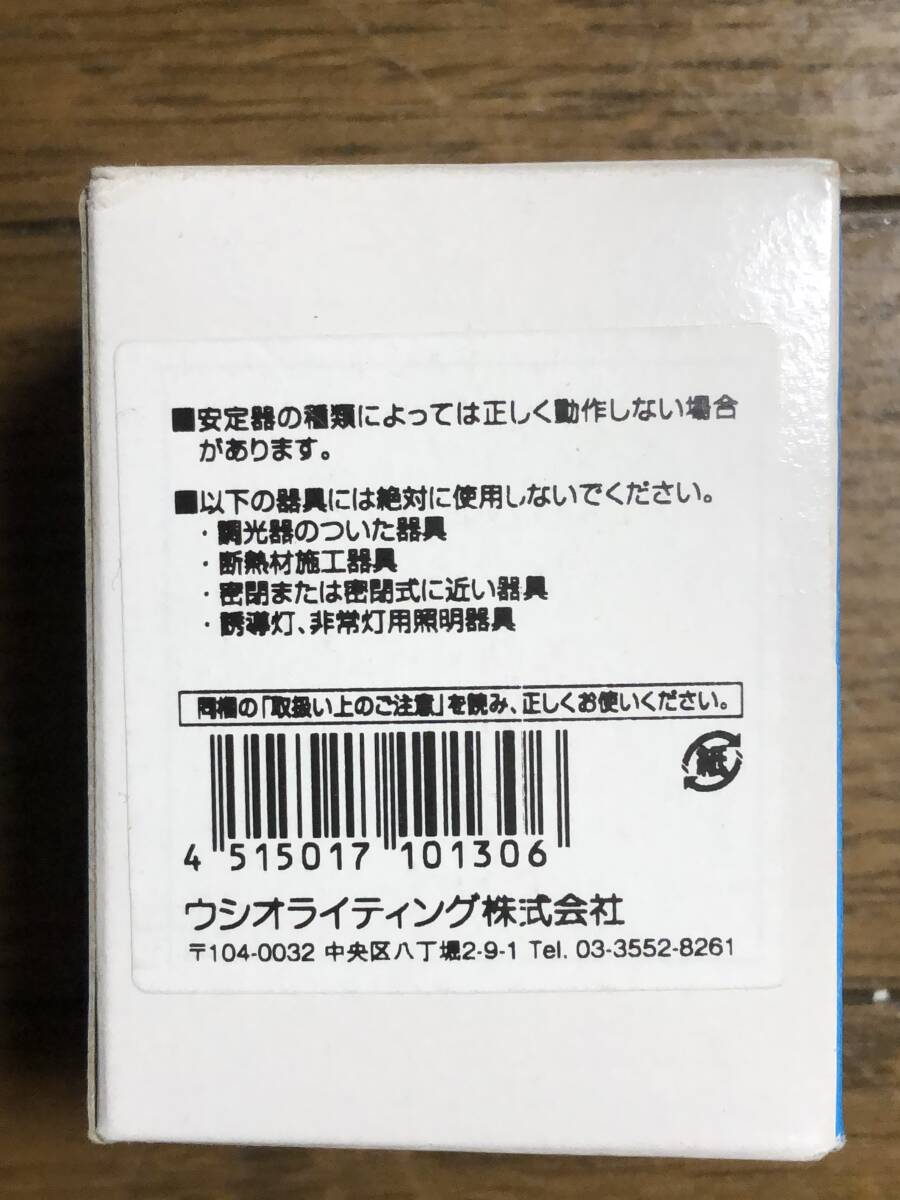 ■安定器の種類によっては正しく動作しない場合
があります。
■以下の器具には絶対に使用しないでください。
・調光器のついた器具
・断熱材施工器具
・密閉または密閉式に近い器具
・誘導灯、非常灯用照明器具
同梱の「取扱い上のご注意」を読み、正しくお使いください。
紙
4 515017 101306
ウシオライティング株式会社
〒104-0032 中央区八丁堀2-9-1 Tel. 03-3552-8261